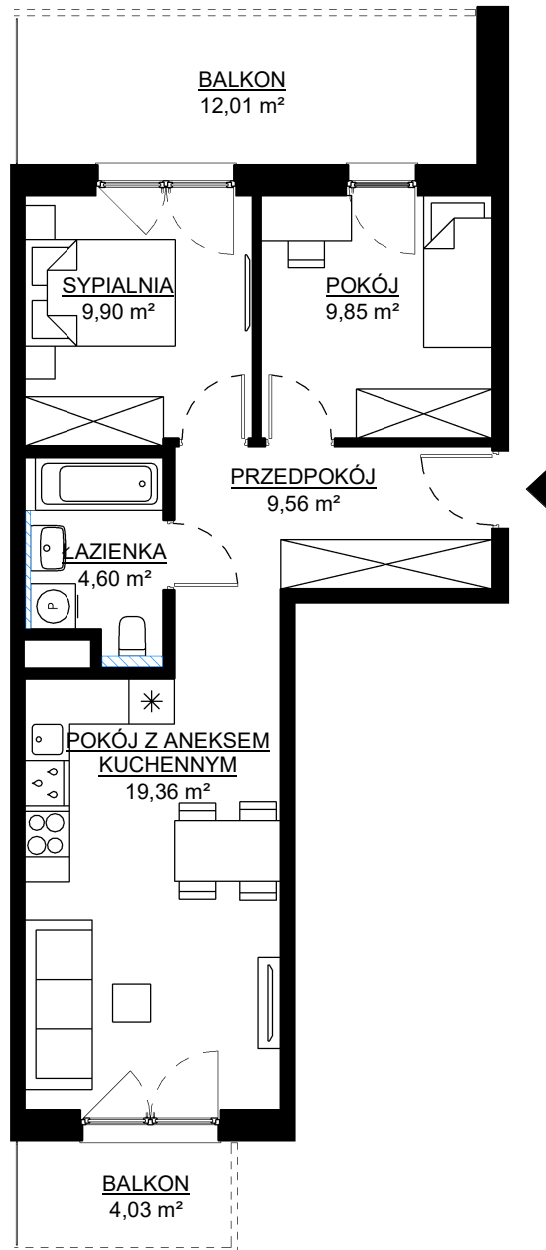 BALKON
12,01 m²
SYPIALNIA
9,90 m²
POKÓJ
9,85 m²
PRZEDPOKÓJ
9,56 m²
ŁAZIENKA
4,60 m²
P
POKÓJ Z ANEKSEM
KUCHENNYM
19,36 m²
BALKON
4,03 m²